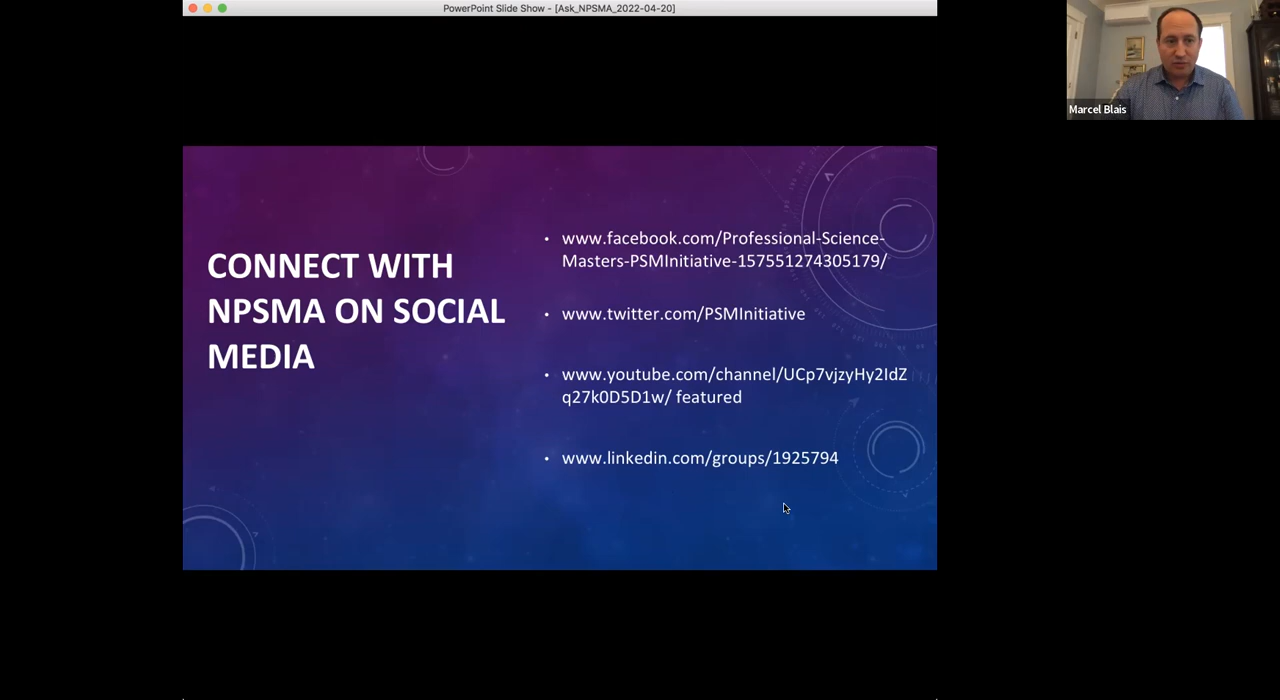 PowerPoint Slide Show - [Ask_NPSMA_2022-04-20]
Marcel Blais
CONNECT WITH
NPSMA ON SOCIAL
MEDIA
• www.facebook.com/Professional-Science-
Masters-PSMInitiative-157551274305179/
• www.twitter.com/PSMInitiative
• www.youtube.com/channel/UCp7vjzyHy2IdZ
q27k0D5D1w/ featured
• www.linkedin.com/groups/1925794